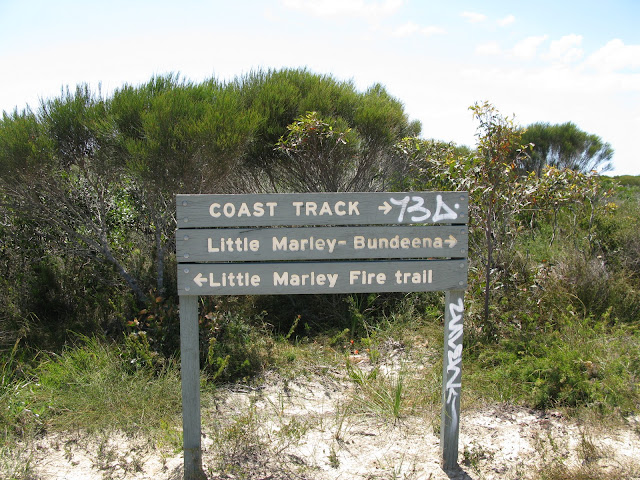 COAST TRACK →
Little Marley- Bundeena→
←Little Marley Fire trail